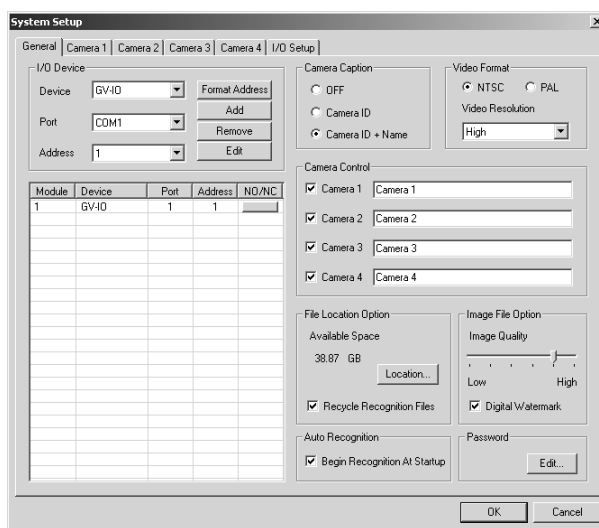 System Setup
General
Camera 1
Camera 2
Camera 3
Camera 4
I/O Setup
I/O Device
Device
GV-IO
Format Address
Add
Port
COM1
Remove
Address
1
Edit
Module
Device
Port
Address
NO/NC
1
GV-IO
1
1
Camera Caption
OFF
Camera ID
Camera ID + Name
Video Format
NTSC
PAL
Video Resolution
High
Camera Control
Camera 1
Camera 1
Camera 2
Camera 2
Camera 3
Camera 3
Camera 4
Camera 4
File Location Option
Available Space
38.87 GB
Location...
Recycle Recognition Files
Image File Option
Image Quality
Low
High
Digital Watermark
Auto Recognition
Begin Recognition At Startup
Password
Edit...
OK
Cancel